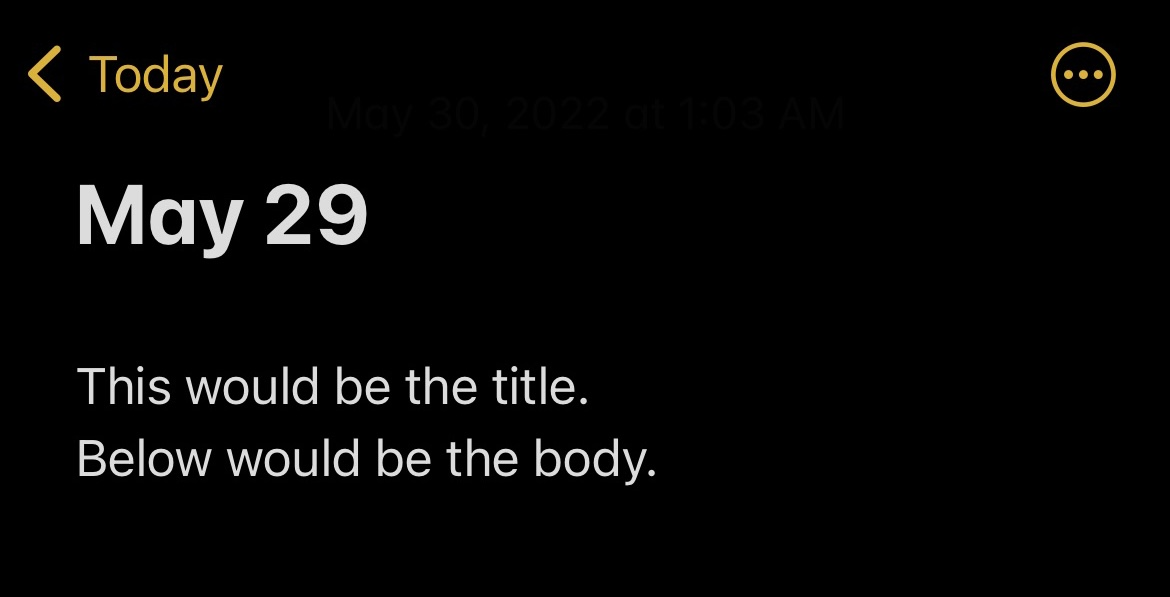 Today
May 30, 2022 at 1:03 AM
May 29
This would be the title.
Below would be the body.